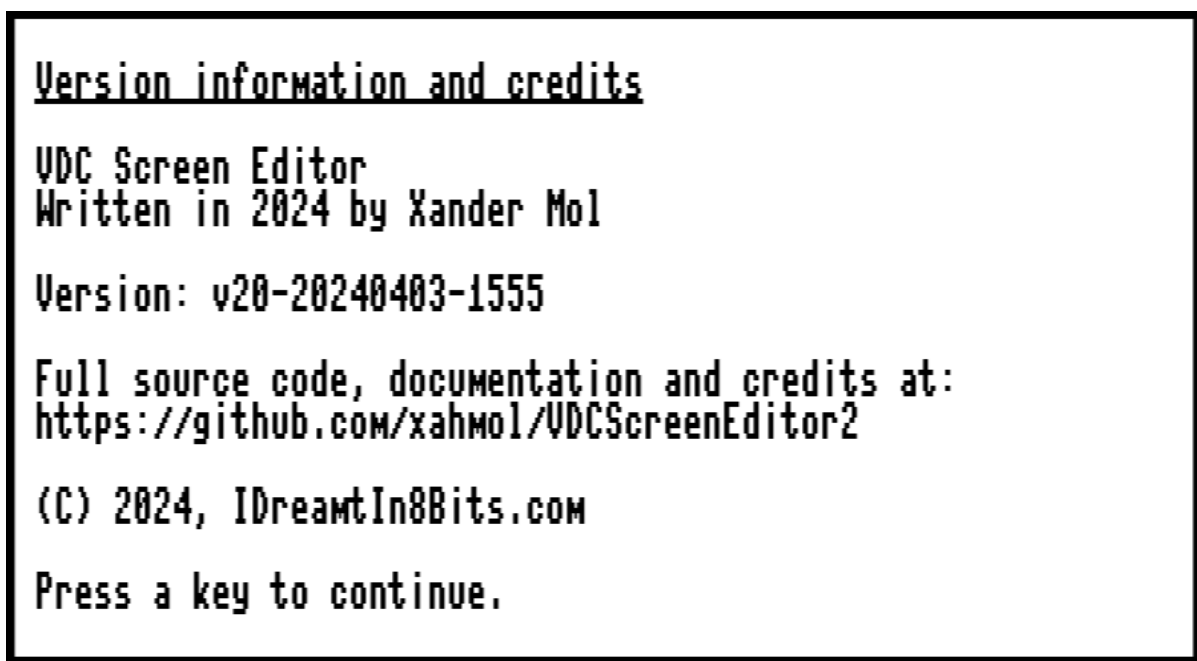 Version information and credits
VDC Screen Editor
Written in 2024 by Xander Mol
Version: v20-20240403-1555
Full source code, documentation and credits at:
https://github.com/xahmol/VDCScreenEditor2
(C) 2024, IDreamtIn8Bits.com
Press a key to continue.